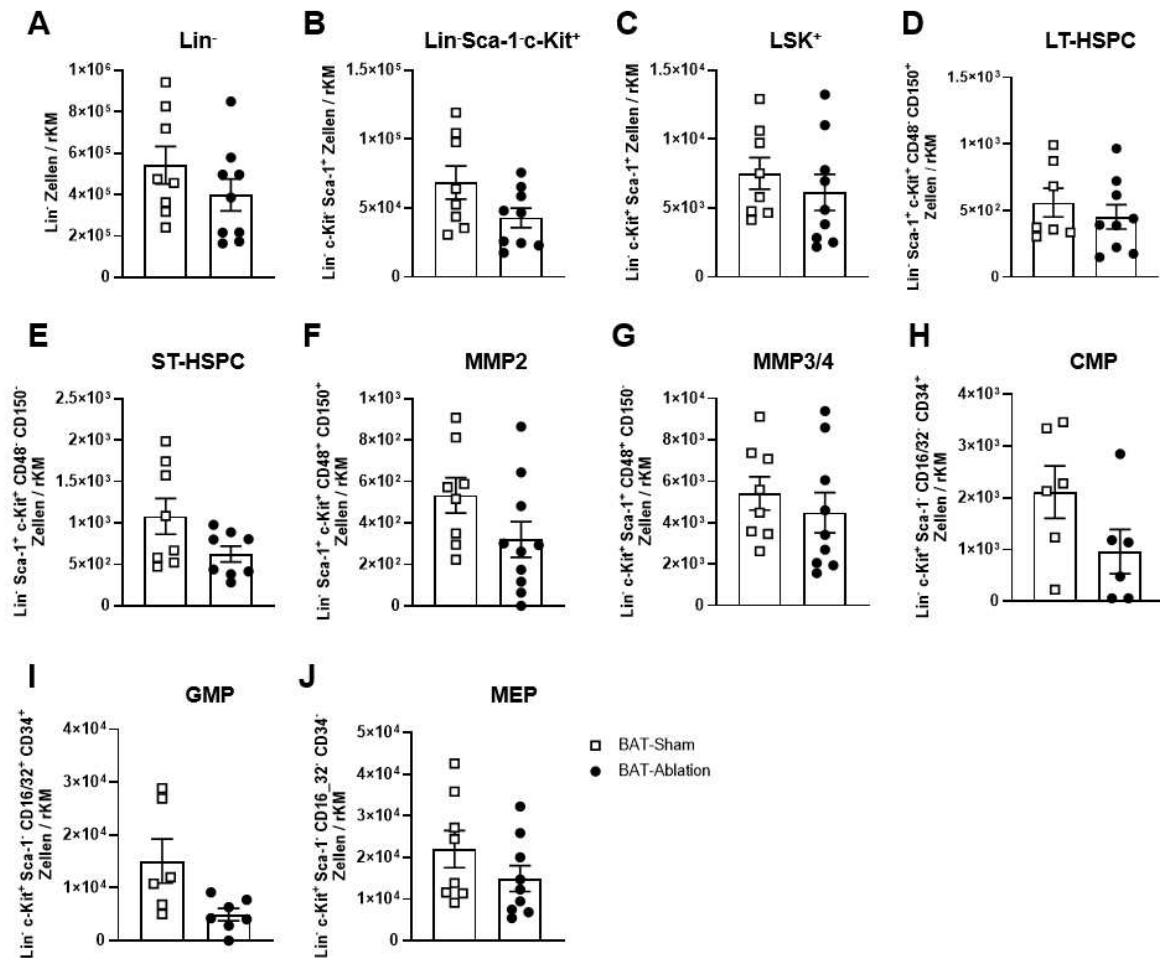 A
Lin⁻
Lin⁻ Zellen / rKM
1×10⁶
8×10⁵
6×10⁵
4×10⁵
2×10⁵
0
B
Lin⁻Sca-1⁻c-Kit⁺
Lin⁻ c-Kit⁻ Sca-1⁺ Zellen / rKM
1.5×10⁵
1×10⁵
5×10⁴
0
C
LSK⁺
Lin⁻ c-Kit⁺ Sca-1⁺ Zellen / rKM
1.5×10⁴
1×10⁴
5×10³
0
D
LT-HSPC
Lin⁻ Sca-1⁺ c-Kit⁺ CD48⁻ CD150⁺
Zellen / rKM
1.5×10³
1×10³
5×10²
0
E
ST-HSPC
Lin⁻ Sca-1⁺ c-Kit⁺ CD48⁻ CD150⁻
Zellen / rKM
2.5×10³
2×10³
1.5×10³
1×10³
5×10²
0
F
MMP2
Lin⁻ Sca-1⁺ c-Kit⁺ CD48⁺ CD150⁺
Zellen / rKM
1×10³
8×10²
6×10²
4×10²
2×10²
0
G
MMP3/4
Lin⁻ c-Kit⁺ Sca-1⁺ CD48⁺ CD150⁻
Zellen / rKM
1×10⁴
8×10³
6×10³
4×10³
2×10³
0
H
CMP
Lin⁻ c-Kit⁺ Sca-1⁻ CD16/32⁻ CD34⁺
Zellen / rKM
4×10³
3×10³
2×10³
1×10³
0
I
GMP
Lin⁻ c-Kit⁺ Sca-1⁻ CD16/32⁺ CD34⁺
Zellen / rKM
4×10⁴
3×10⁴
2×10⁴
1×10⁴
0
J
MEP
Lin⁻ c-Kit⁺ Sca-1⁻ CD16_32⁻ CD34⁻
Zellen / rKM
5×10⁴
4×10⁴
3×10⁴
2×10⁴
1×10⁴
0
BAT-Sham
BAT-Ablation